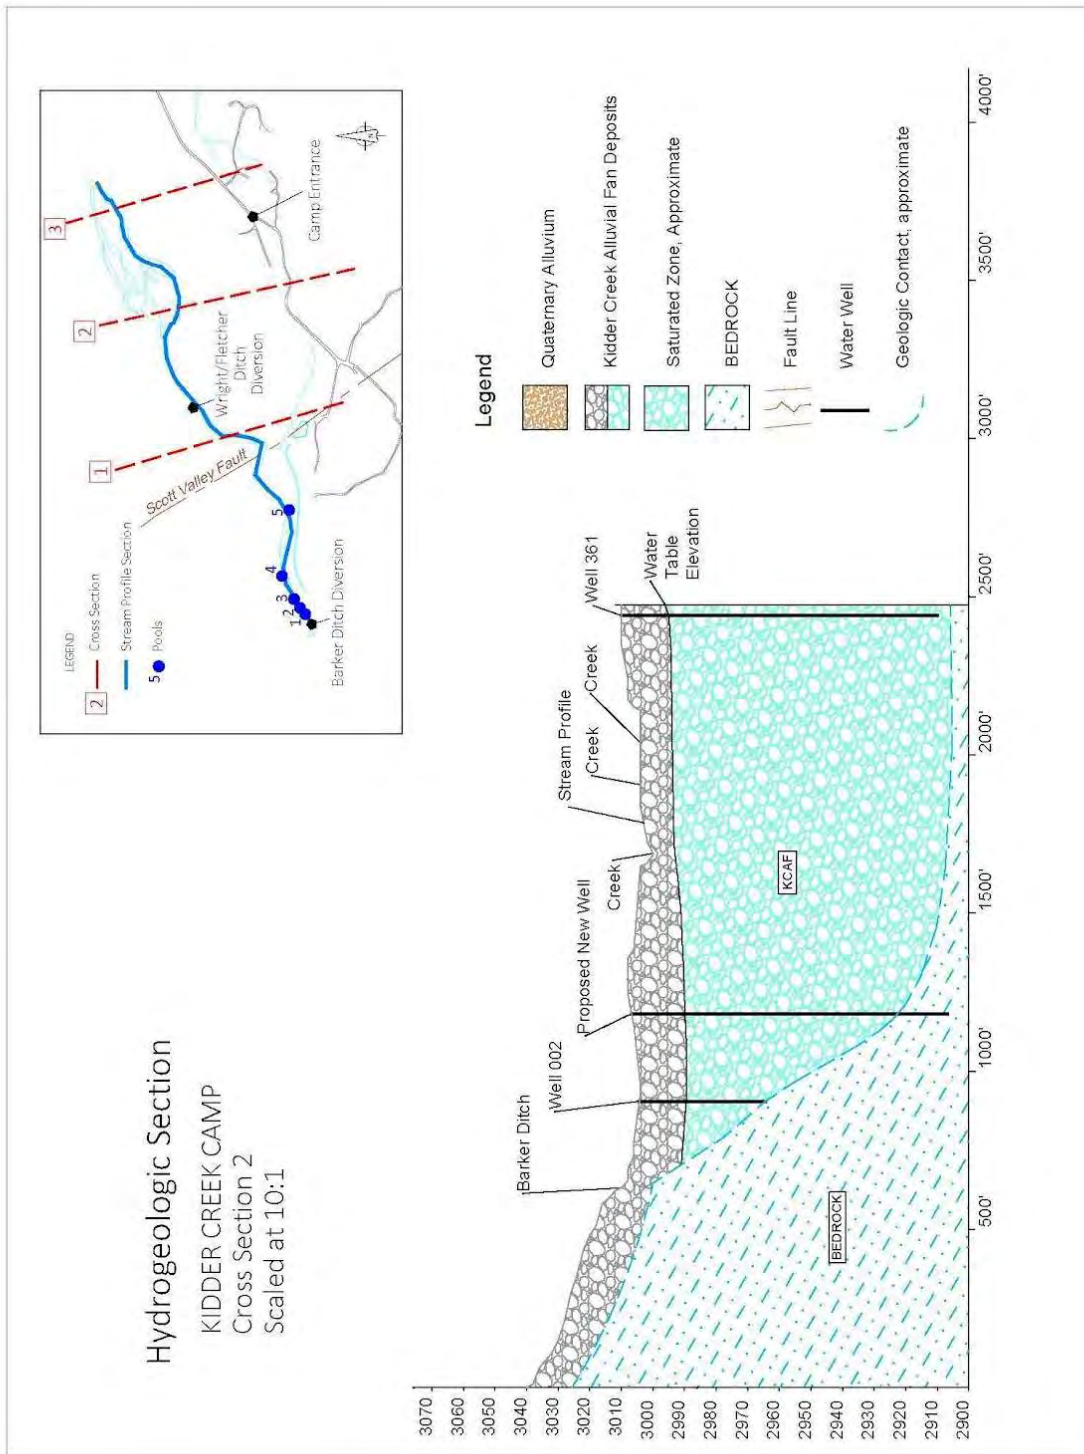 Hydrogeologic Section
KIDDER CREEK CAMP
Cross Section 2
Scaled at 10:1
LEGEND
2 Cross Section
Stream Profile Section
5 Pools
1
2
3
Scott Valley Fault
Wright/Fletcher
Ditch
Diversion
Camp Entrance
1
2
3
4
5
Barker Ditch Diversion
N
Legend
Quaternary Alluvium
Kidder Creek Alluvial Fan Deposits
Saturated Zone, Approximate
BEDROCK
Fault Line
Water Well
Geologic Contact, approximate
Barker Ditch
Well 002
Proposed New Well
Creek
Stream Profile
Creek
Creek
Well 361
Water
Table
Elevation
KCAF
BEDROCK
3070
3060
3050
3040
3030
3020
3010
3000
2990
2980
2970
2960
2950
2940
2930
2920
2910
2900
500'
1000'
1500'
2000'
2500'
3000'
3500'
4000'